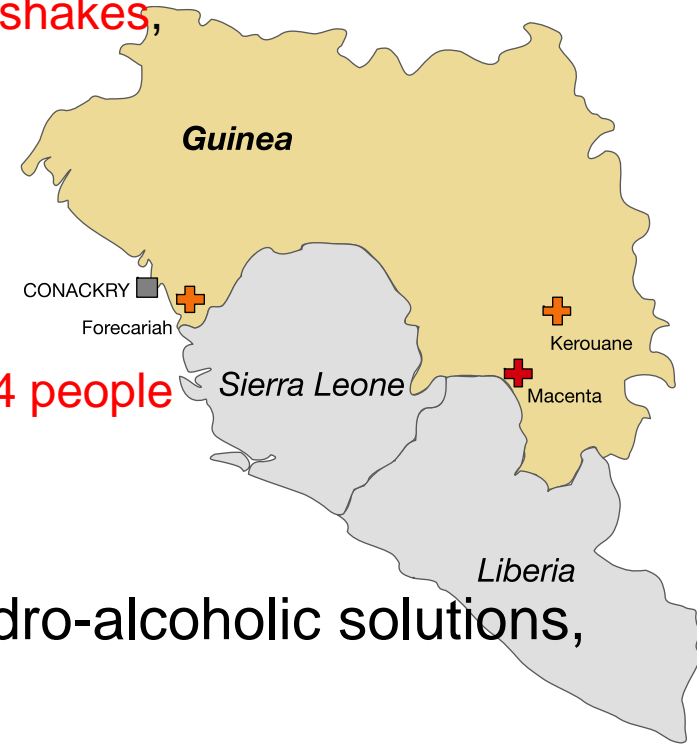 shakes,
Guinea
CONACKRY
Forecariah
Kerouane
4 people
Sierra Leone
Macenta
Liberia
dro-alcoholic solutions,